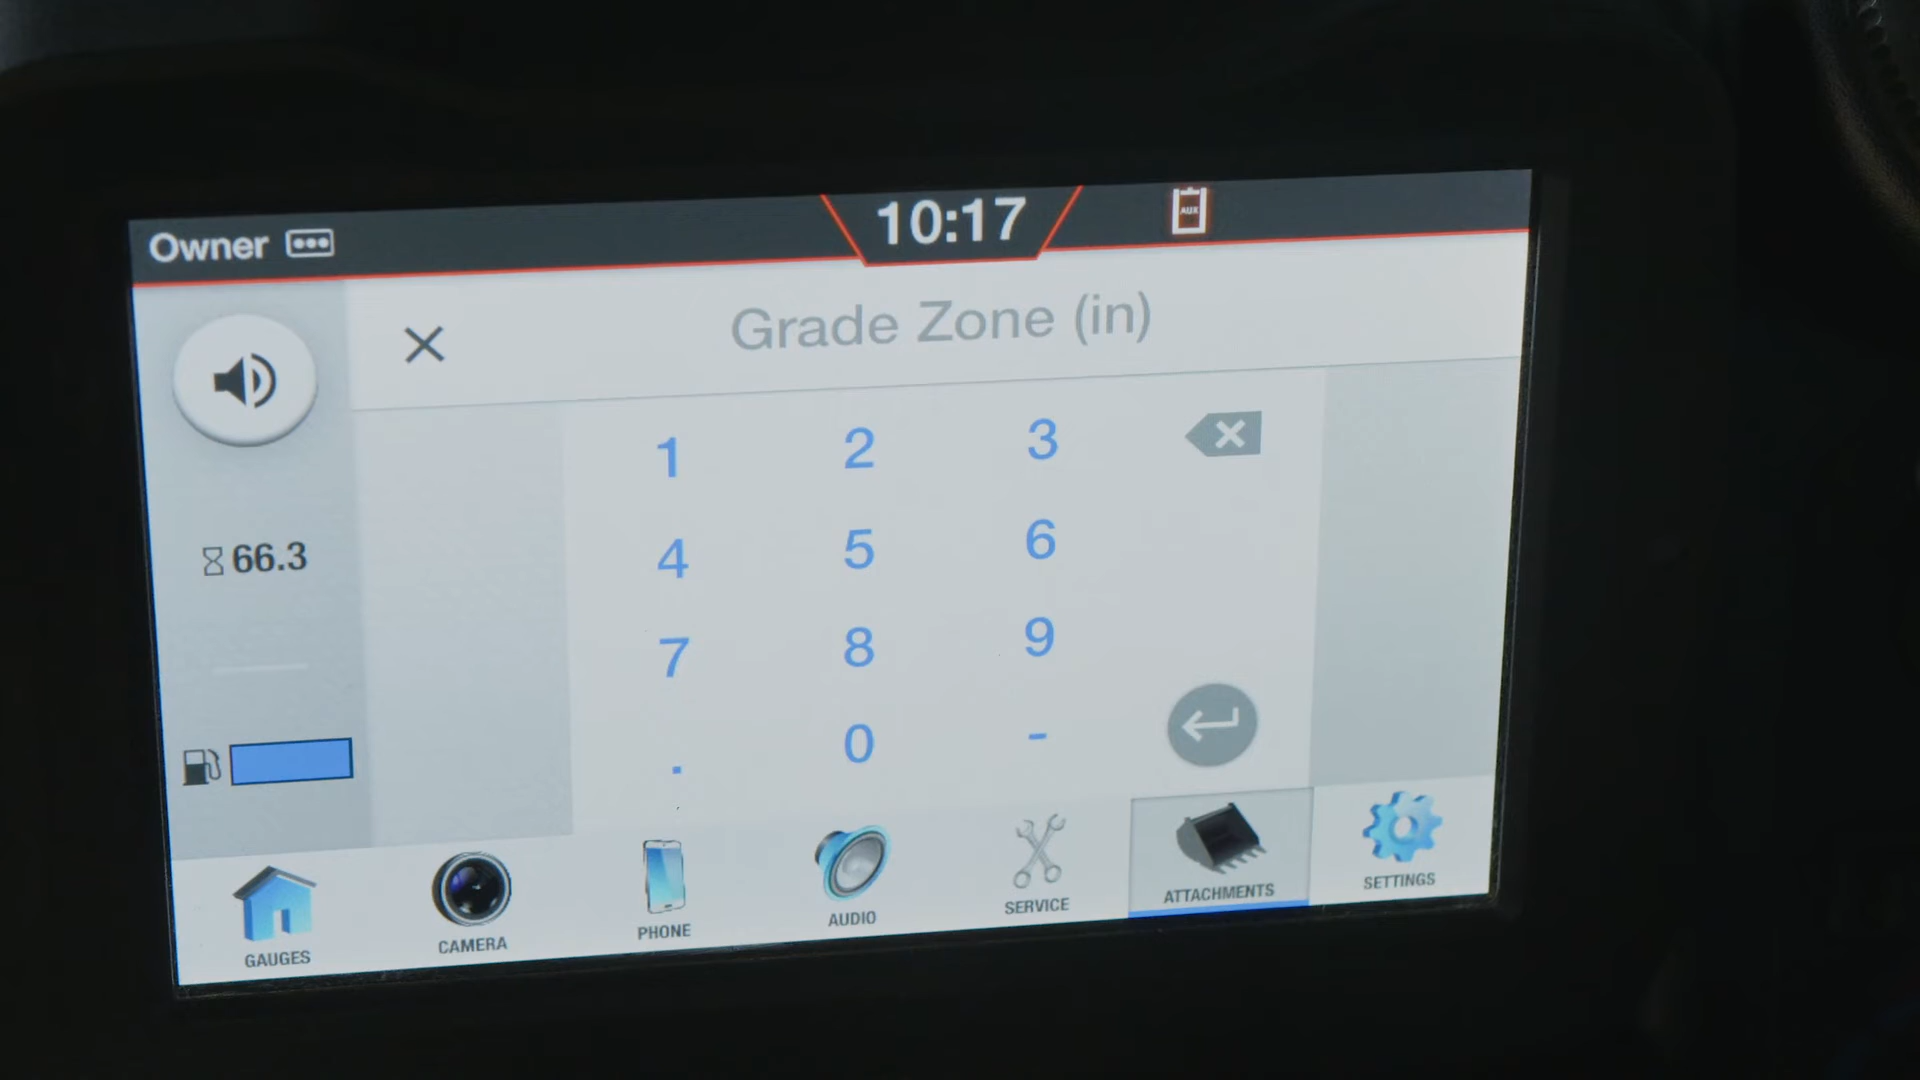 Owner
10:17
AUX
Grade Zone (in)
1 2 3
4 5 6
66.3
7 8 9
. 0 -
GAUGES
CAMERA
PHONE
AUDIO
SERVICE
ATTACHMENTS
SETTINGS